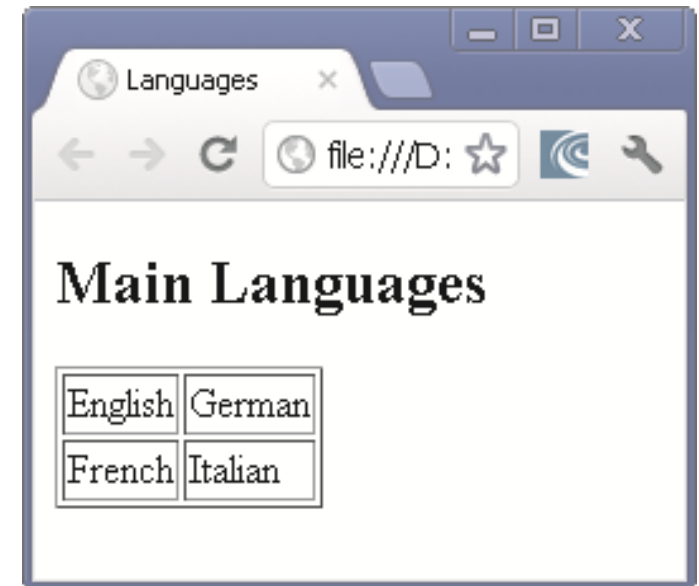 Languages
file:///D:
Main Languages
English German
French Italian